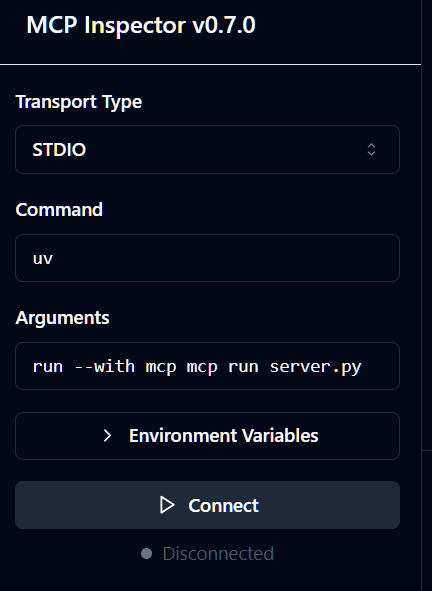 MCP Inspector v0.7.0
Transport Type
STDIO
Command
uv
Arguments
run --with mcp mcp run server.py
Environment Variables
Connect
Disconnected